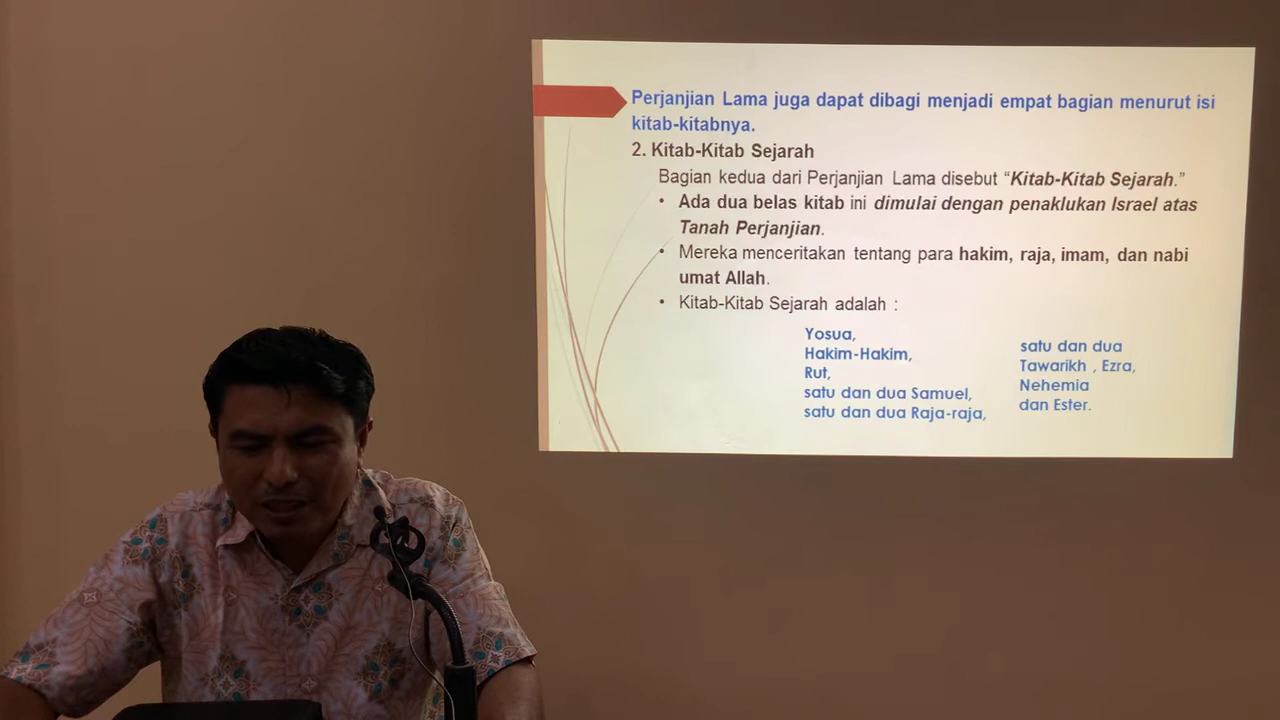 Perjanjian Lama juga dapat dibagi menjadi empat bagian menurut isi
kitab-kitabnya.
2. Kitab-Kitab Sejarah
Bagian kedua dari Perjanjian Lama disebut “Kitab-Kitab Sejarah.”
• Ada dua belas kitab ini dimulai dengan penaklukan Israel atas
Tanah Perjanjian.
• Mereka menceritakan tentang para hakim, raja, imam, dan nabi
umat Allah.
• Kitab-Kitab Sejarah adalah :
Yosua,
Hakim-Hakim,
Rut,
satu dan dua Samuel,
satu dan dua Raja-raja,
satu dan dua
Tawarikh , Ezra,
Nehemia
dan Ester.